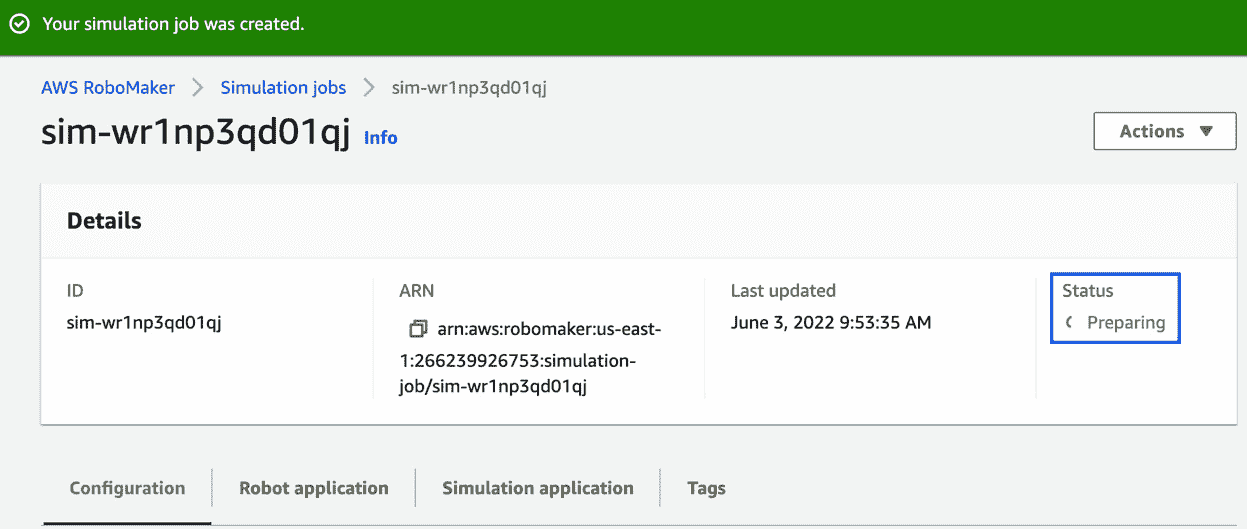 Your simulation job was created.
AWS RoboMaker > Simulation jobs > sim-wr1np3qd01qj
sim-wr1np3qd01qj Info
Actions ▼
Details
ID
sim-wr1np3qd01qj
ARN
arn:aws:robomaker:us-east-
1:266239926753:simulation-
job/sim-wr1np3qd01qj
Last updated
June 3, 2022 9:53:35 AM
Status
Preparing
Configuration
Robot application
Simulation application
Tags